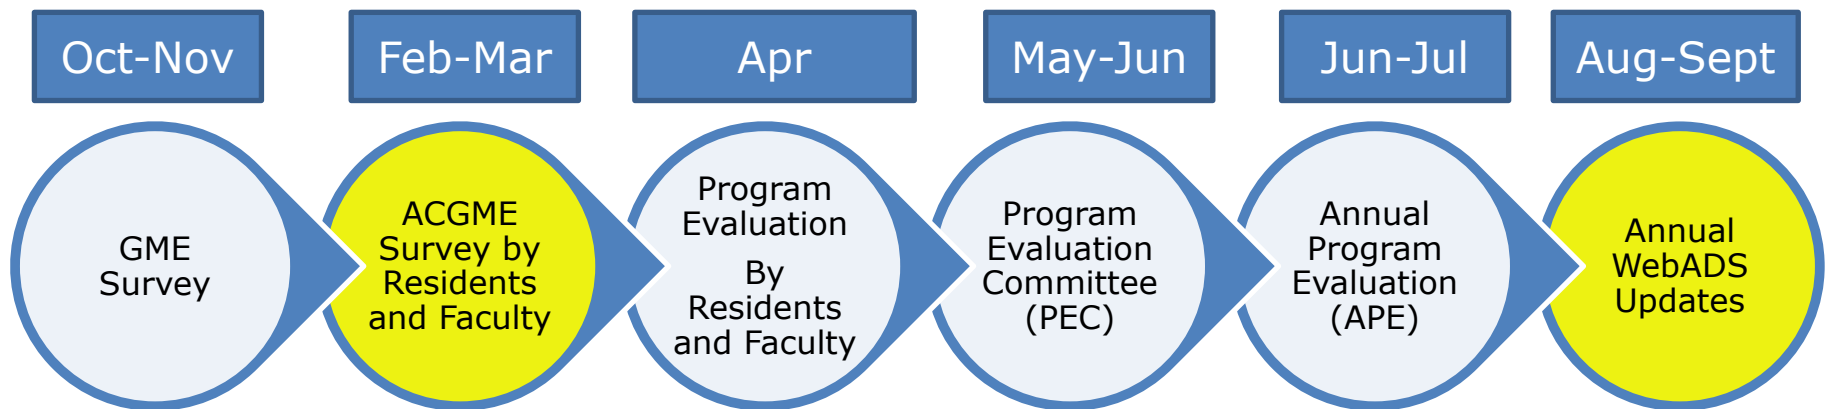 Oct-Nov
Feb-Mar
Apr
May-Jun
Jun-Jul
Aug-Sept
GME
Survey
ACGME
Survey by
Residents
and Faculty
Program
Evaluation
By
Residents
and Faculty
Program
Evaluation
Committee
(PEC)
Annual
Program
Evaluation
(APE)
Annual
WebADS
Updates